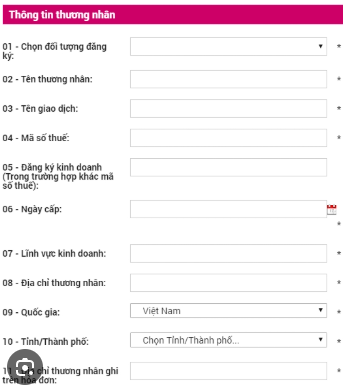 Thông tin thương nhân
01 - Chọn đối tượng đăng *
ký:
02 - Tên thương nhân: *
03 - Tên giao dịch: *
04 - Mã số thuế: *
05 - Đăng ký kinh doanh
(Trong trường hợp khác mã
số thuế):
06 - Ngày cấp:
*
07 - Lĩnh vực kinh doanh: *
08 - Địa chỉ thương nhân: *
09 - Quốc gia: Việt Nam *
10 - Tỉnh/Thành phố: Chọn Tỉnh/Thành phố... *
11 chỉ thương nhân ghi *
trên hóa đơn: